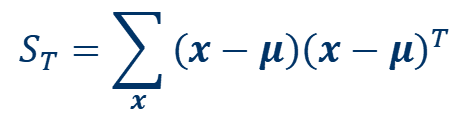 S_T = ∑_x (x − μ)(x − μ)^T